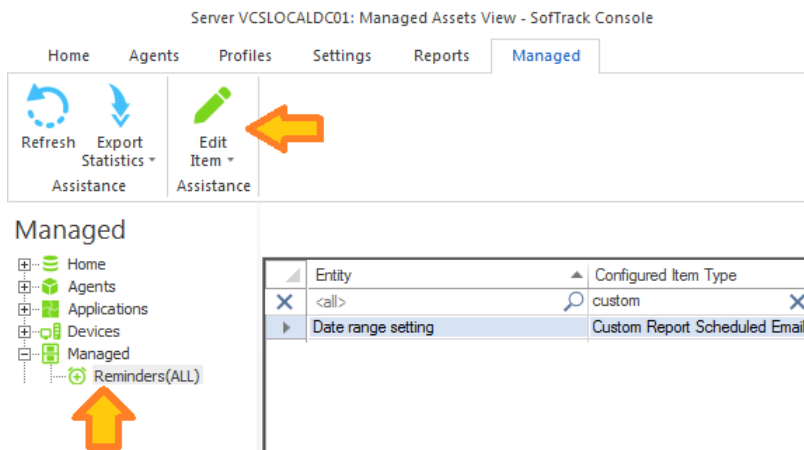 Server VCSLOCALDC01: Managed Assets View - SofTrack Console
Home Agents Profiles Settings Reports Managed
Refresh Export Statistics Edit Item
Assistance Assistance
Managed
Home
Agents
Applications
Devices
Managed
Reminders(ALL)
Entity Configured Item Type
<all> custom
Date range setting Custom Report Scheduled Email